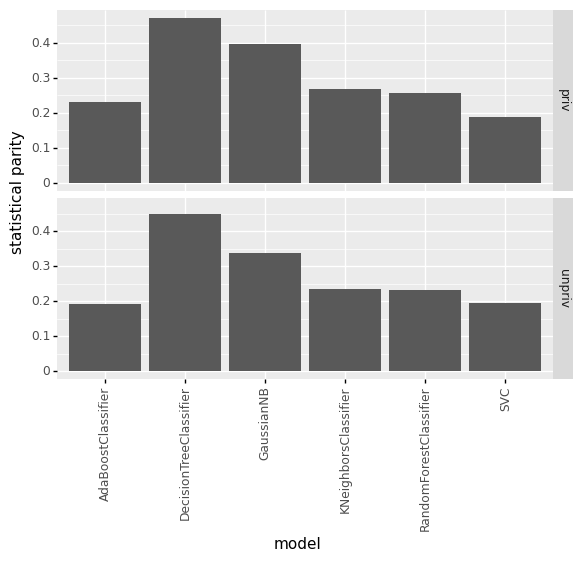 statistical parity
0.4
0.3
0.2
0.1
0
priv
0.4
0.3
0.2
0.1
0
unpriv
AdaBoostClassifier
DecisionTreeClassifier
GaussianNB
KNeighborsClassifier
RandomForestClassifier
SVC
model